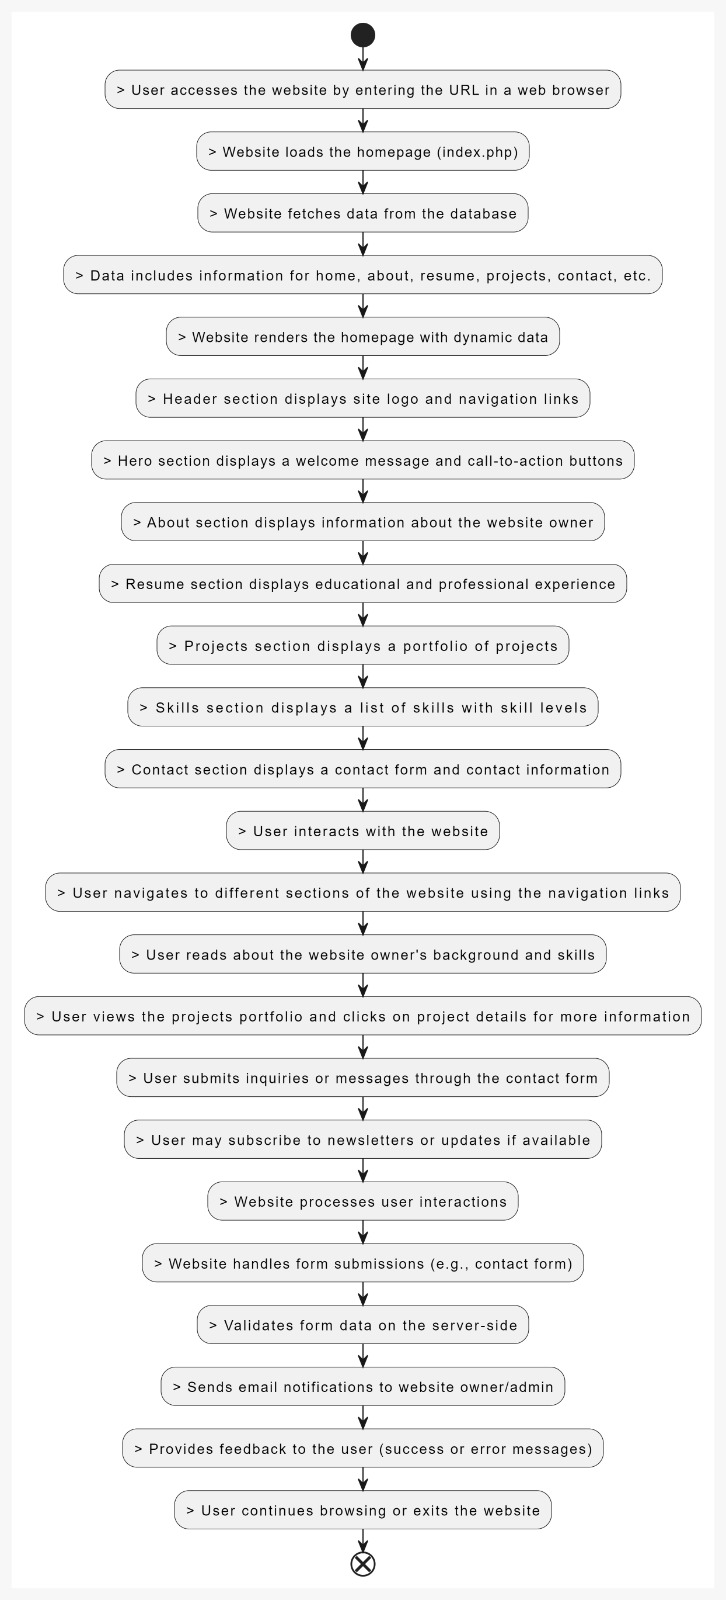 > User accesses the website by entering the URL in a web browser
> Website loads the homepage (index.php)
> Website fetches data from the database
> Data includes information for home, about, resume, projects, contact, etc.
> Website renders the homepage with dynamic data
> Header section displays site logo and navigation links
> Hero section displays a welcome message and call-to-action buttons
> About section displays information about the website owner
> Resume section displays educational and professional experience
> Projects section displays a portfolio of projects
> Skills section displays a list of skills with skill levels
> Contact section displays a contact form and contact information
> User interacts with the website
> User navigates to different sections of the website using the navigation links
> User reads about the website owner's background and skills
> User views the projects portfolio and clicks on project details for more information
> User submits inquiries or messages through the contact form
> User may subscribe to newsletters or updates if available
> Website processes user interactions
> Website handles form submissions (e.g., contact form)
> Validates form data on the server-side
> Sends email notifications to website owner/admin
> Provides feedback to the user (success or error messages)
> User continues browsing or exits the website